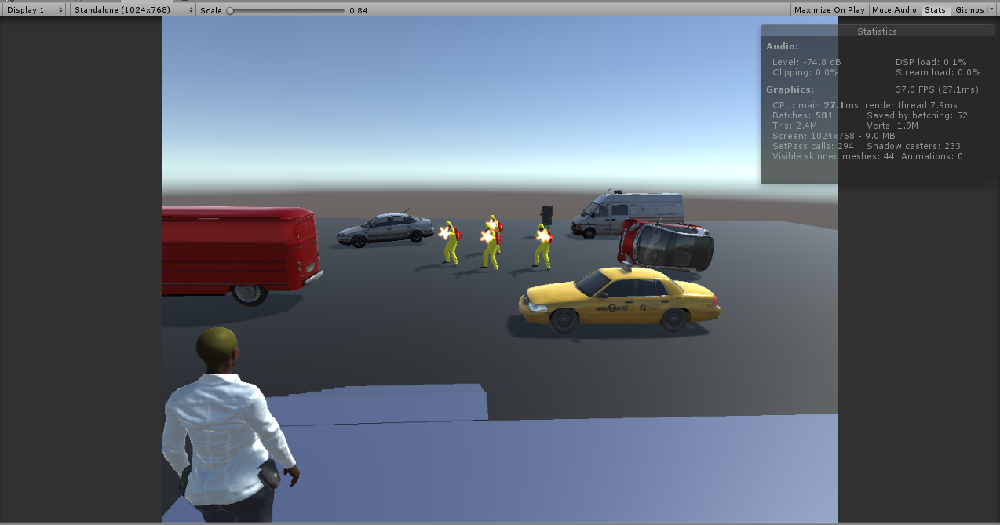 Display 1 Standalone (1024x768) Scale 0.84 Maximize On Play Mute Audio Stats Gizmos
Statistics
Audio:
Level: -74.8 dB DSP load: 0.1%
Clipping: 0.0% Stream load: 0.0%
Graphics: 37.0 FPS (27.1ms)
CPU: main 27.1ms render thread 7.9ms
Batches: 581 Saved by batching: 52
Tris: 2.4M Verts: 1.9M
Screen: 1024x768 - 9.0 MB
SetPass calls: 294 Shadow casters: 233
Visible skinned meshes: 44 Animations: 0
NYC TAXI